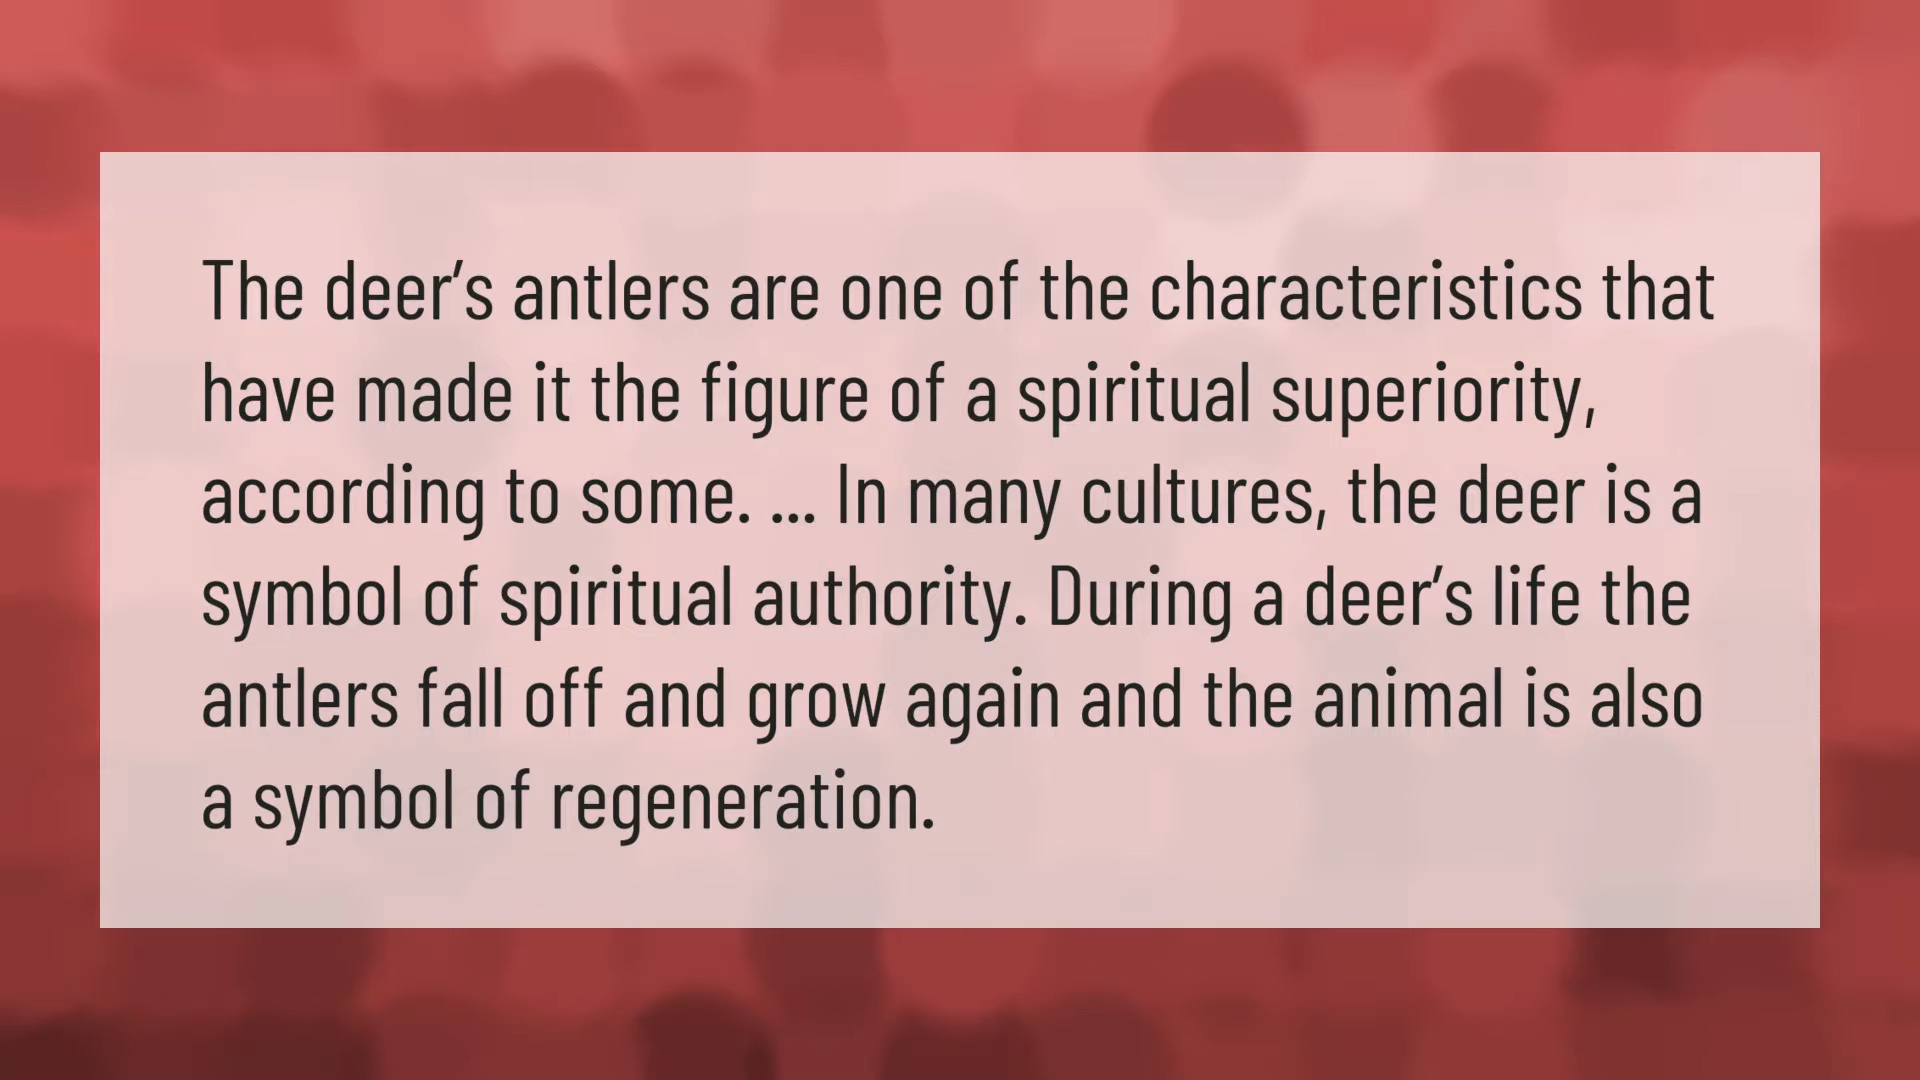 The deer’s antlers are one of the characteristics that
have made it the figure of a spiritual superiority,
according to some. ... In many cultures, the deer is a
symbol of spiritual authority. During a deer’s life the
antlers fall off and grow again and the animal is also
a symbol of regeneration.